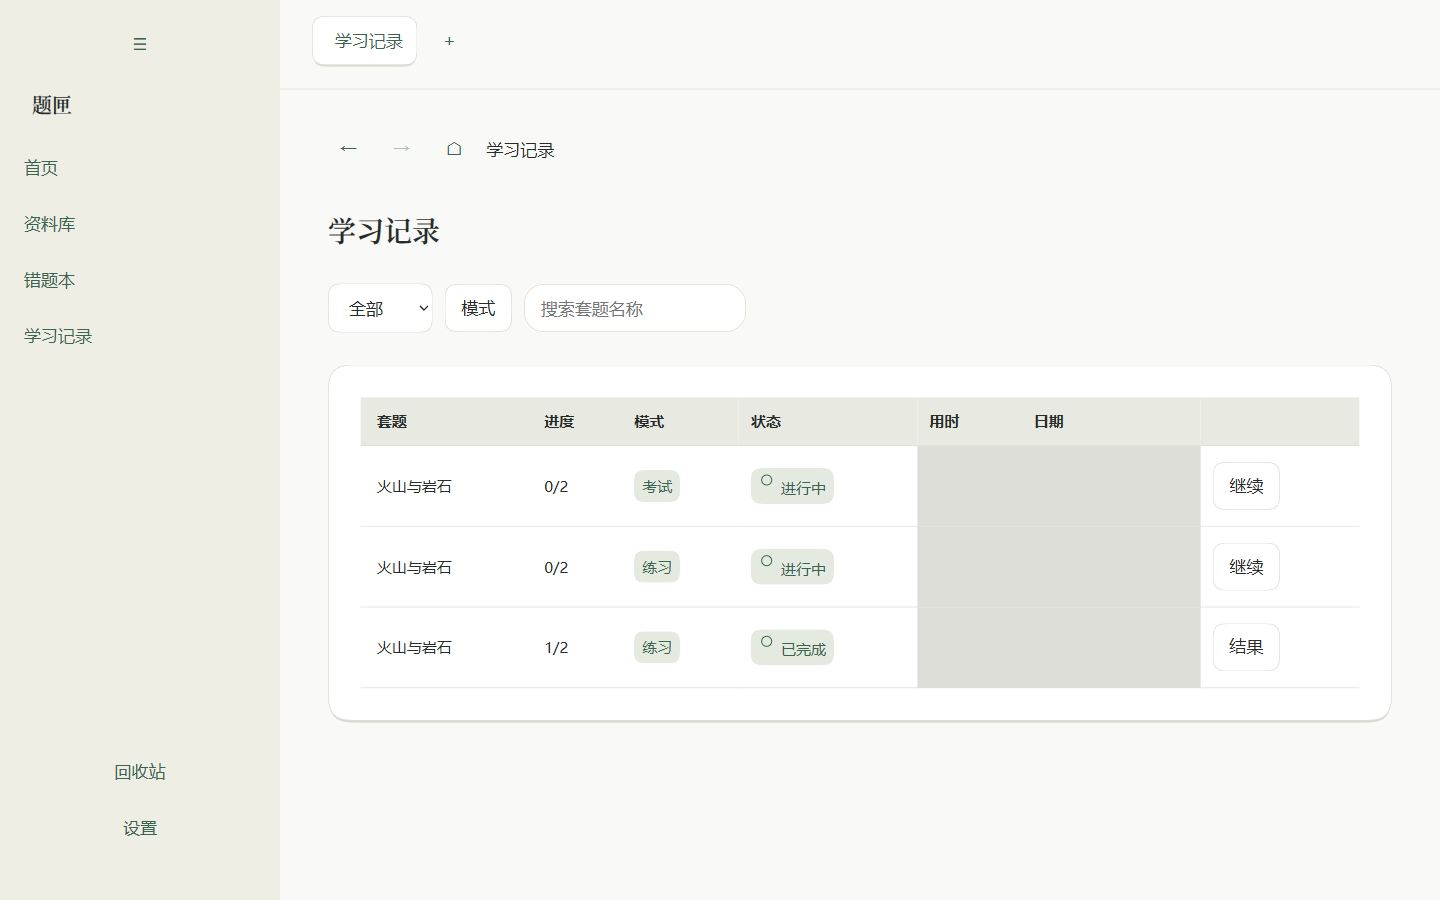 ☰
题匣
首页
资料库
错题本
学习记录
回收站
设置
学习记录 +
← → 学习记录
学习记录
全部 模式 搜索套题名称
套题 进度 模式 状态 用时 日期
火山与岩石 0/2 考试 进行中 继续
火山与岩石 0/2 练习 进行中 继续
火山与岩石 1/2 练习 已完成 结果